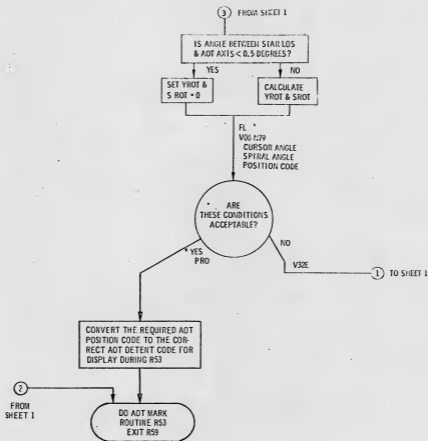 3 FROM SHEET 1
IS ANGLE BETWEEN STAR LOS
& AOT AXIS < 0.5 DEGREES?
YES
NO
SET YROT &
S ROT = 0
CALCULATE
YROT & SROT
FL *
V06 N79
CURSOR ANGLE
SPIRAL ANGLE
POSITION CODE
ARE
THESE CONDITIONS
ACCEPTABLE?
YES
PRO
NO
V32E
1 TO SHEET 1
CONVERT THE REQUIRED AOT
POSITION CODE TO THE COR-
RECT AOT DETENT CODE FOR
DISPLAY DURING R53
2
FROM
SHEET 1
DO AOT MARK
ROUTINE R53
EXIT R59